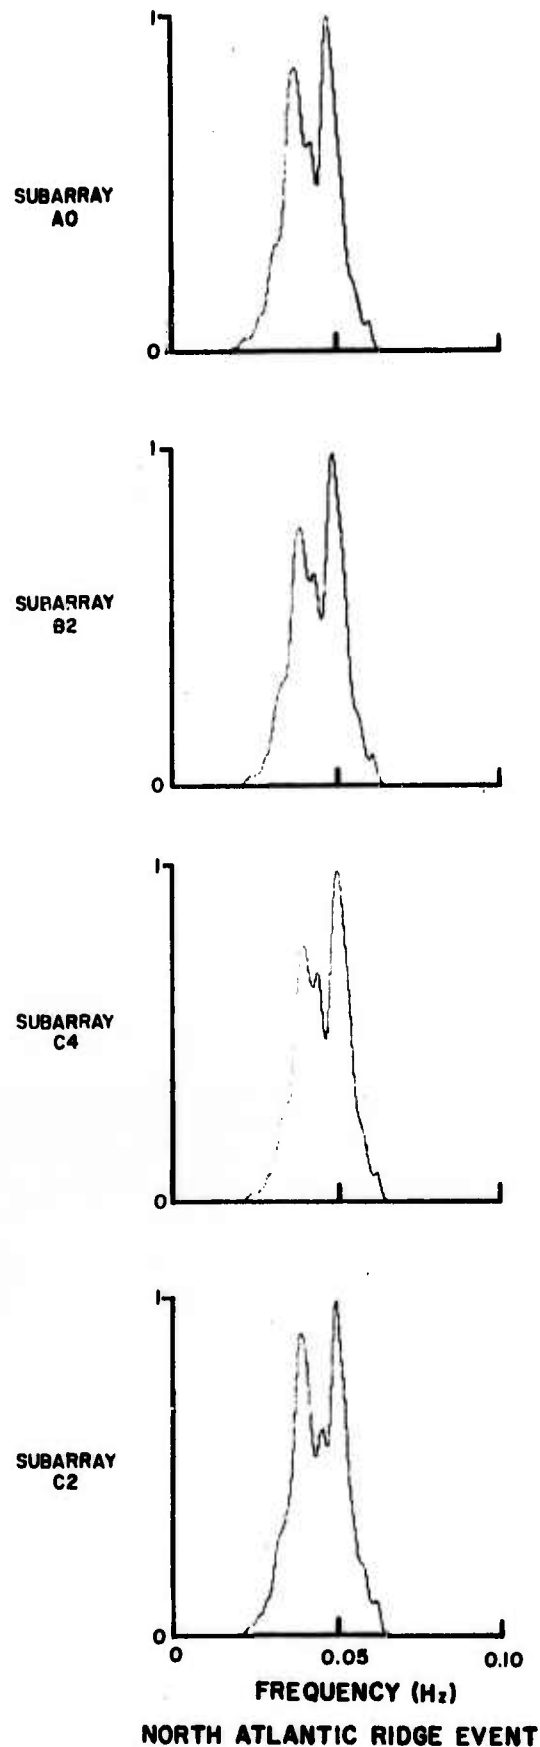 1
SUBARRAY
A0
0
1
SUBARRAY
B2
0
1
SUBARRAY
C4
0
1
SUBARRAY
C2
0
0 0.05 0.10
FREQUENCY (Hz)
NORTH ATLANTIC RIDGE EVENT